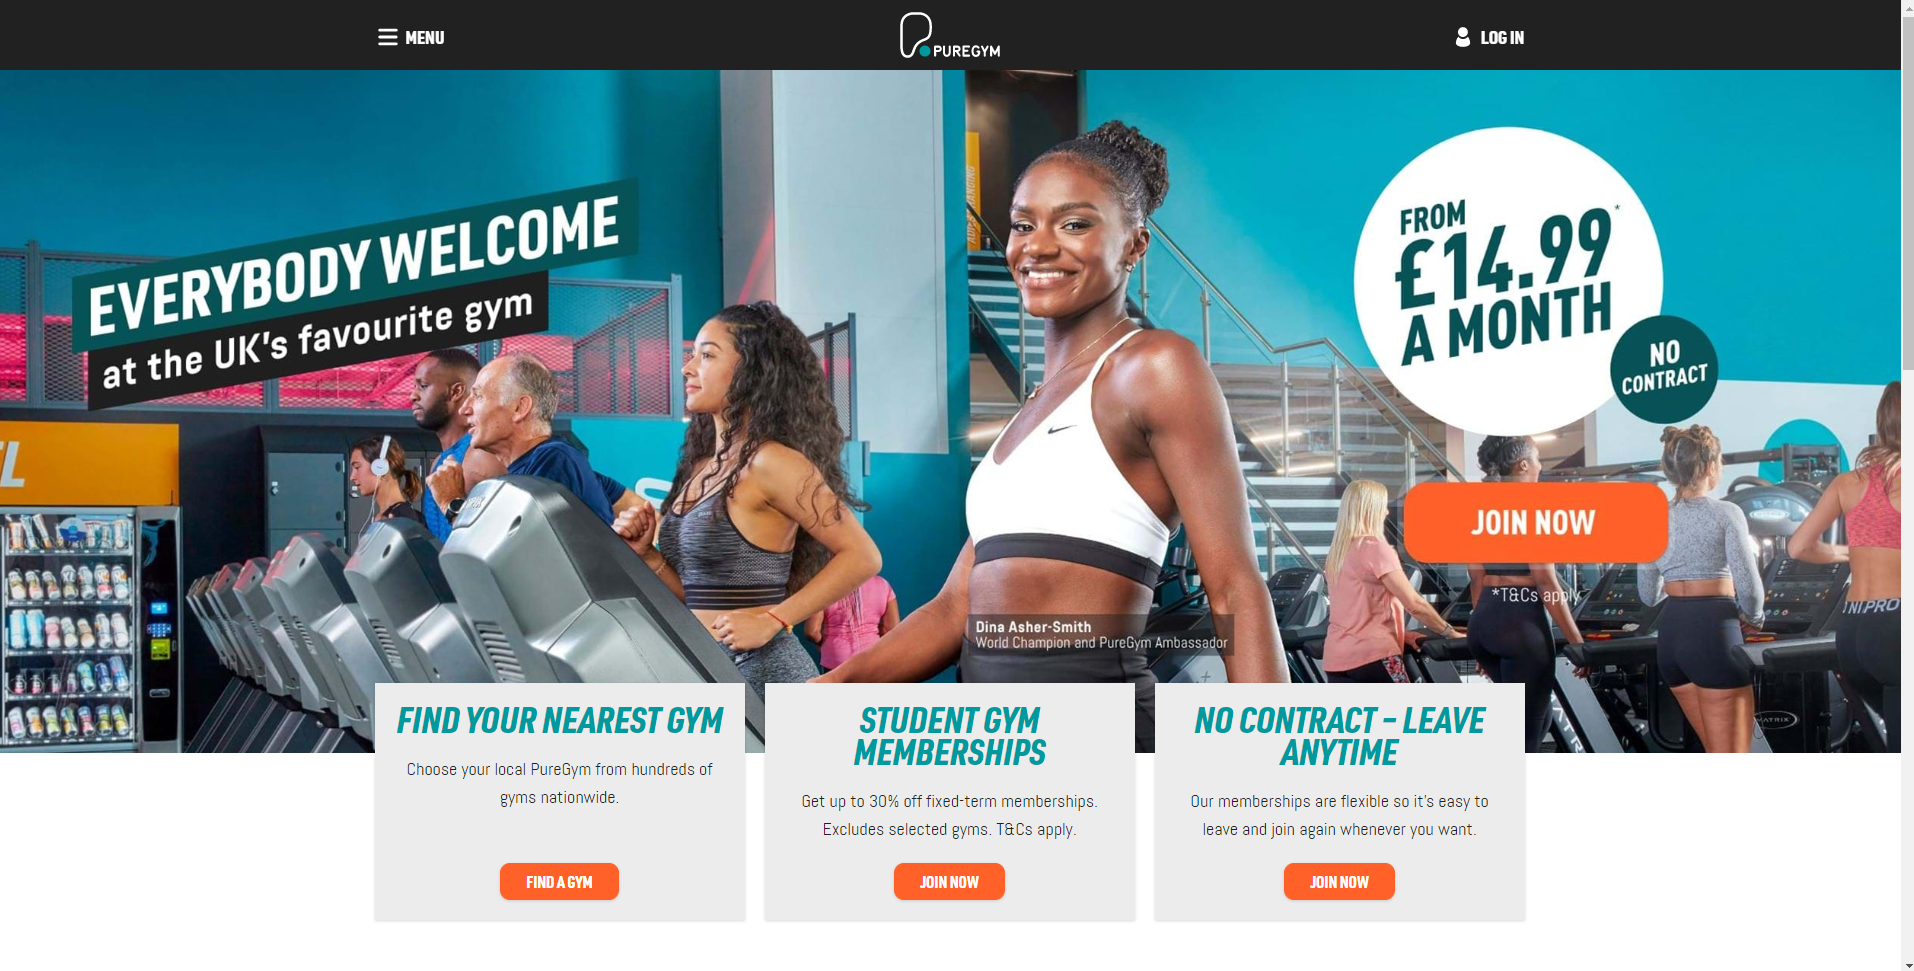 MENU
PUREGYM
LOG IN
EVERYBODY WELCOME
at the UK's favourite gym
FROM
£14.99*
A MONTH
NO
CONTRACT
JOIN NOW
*T&Cs apply
Dina Asher-Smith
World Champion and PureGym Ambassador
MATRIX
FIND YOUR NEAREST GYM
Choose your local PureGym from hundreds of
gyms nationwide.
FIND A GYM
STUDENT GYM
MEMBERSHIPS
Get up to 30% off fixed-term memberships.
Excludes selected gyms. T&Cs apply.
JOIN NOW
NO CONTRACT – LEAVE
ANYTIME
Our memberships are flexible so it's easy to
leave and join again whenever you want.
JOIN NOW